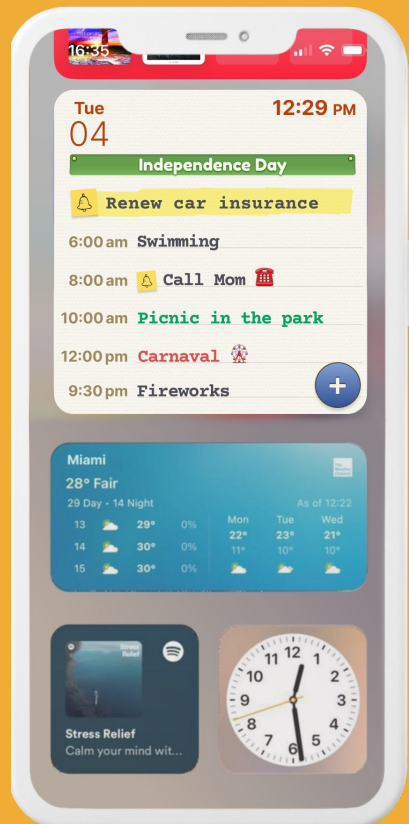 16:35
Tue
12:29 PM
04
Independence Day
Renew car insurance
6:00 am Swimming
8:00 am Call Mom
10:00 am Picnic in the park
12:00 pm Carnaval
9:30 pm Fireworks
+
Miami
28° Fair
29 Day - 14 Night
As of 12:22
13 29° 0%
14 30° 0%
15 30° 0%
Mon Tue Wed
22° 23° 21°
11° 10° 10°
The Weather Channel
Stress Relief
Stress Relief
Calm your mind wit...
12 1 2 3 4 5 6 7 8 9 10 11